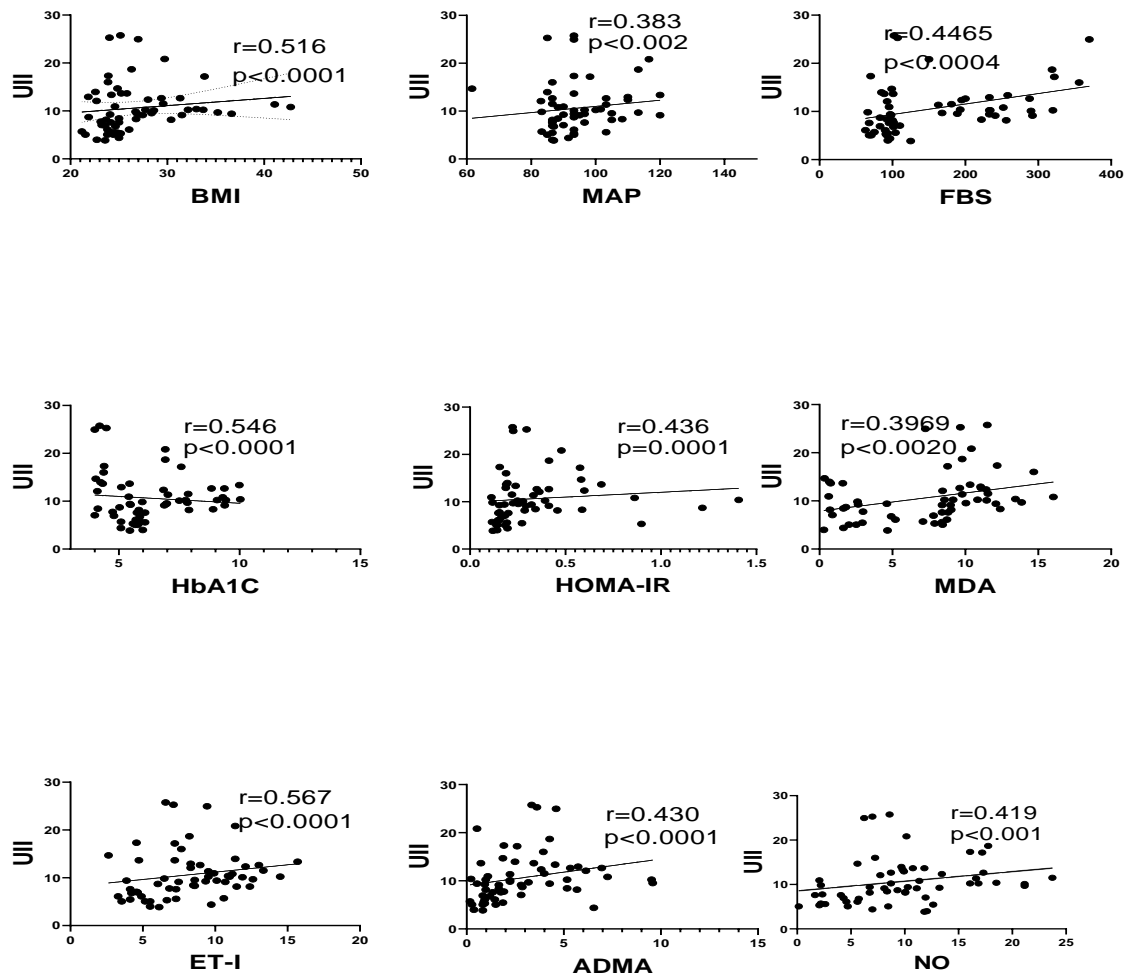 30
r=0.516
p<0.0001
20
UII
10
0
20
30
40
50
BMI
30
r=0.383
p<0.002
20
UII
10
0
60
80
100
120
140
MAP
30
r=0.4465
p<0.0004
20
UII
10
0
0
100
200
300
400
FBS
30
r=0.546
p<0.0001
20
UII
10
0
5
10
15
HbA1C
30
r=0.436
p=0.0001
20
UII
10
0
0.0
0.5
1.0
1.5
HOMA-IR
30
r=0.3969
p<0.0020
20
UII
10
0
0
5
10
15
20
MDA
30
r=0.567
p<0.0001
20
UII
10
0
0
5
10
15
20
ET-I
30
r=0.430
p<0.0001
20
UII
10
0
0
5
10
15
ADMA
30
r=0.419
p<0.001
20
UII
10
0
0
5
10
15
20
25
NO